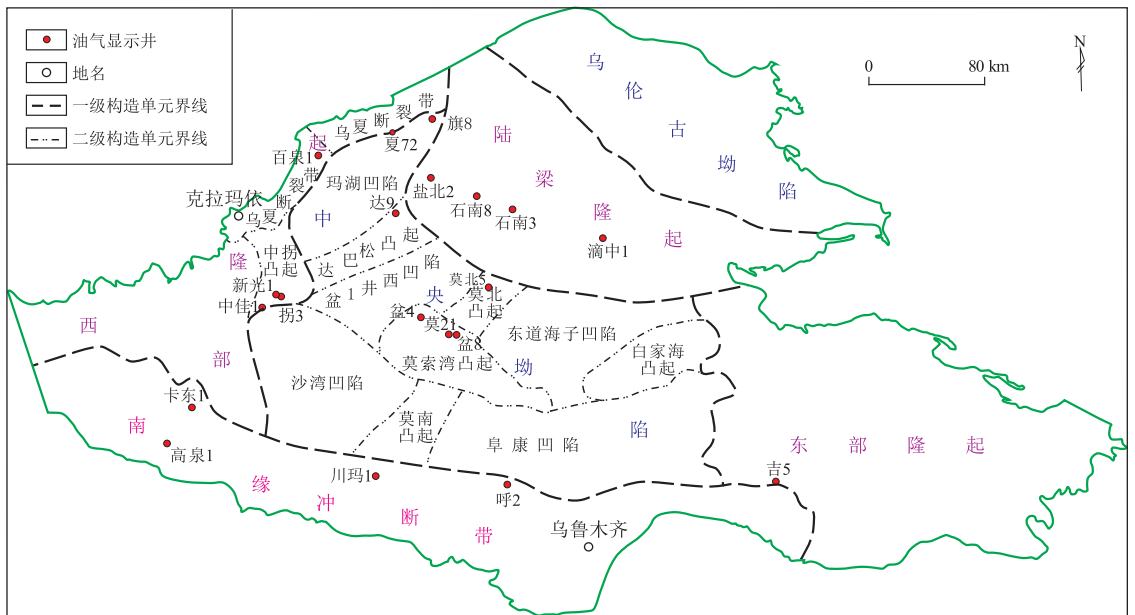 油气显示井
地名
一级构造单元界线
二级构造单元界线
0 80 km
N
乌伦古坳陷
陆梁隆起
乌夏断裂带
夏72
旗8
百泉1
乌夏断裂带
克拉玛依
玛湖凹陷
达9
盐北2
石南8
石南3
滴中1
中拐凸起
新光1
中佳1
拐3
达巴松凸起
盆1井西凹陷
莫北5
莫北凸起
盆4
莫21
盆8
莫索湾凸起
东道海子凹陷
白家海凸起
沙湾凹陷
莫南凸起
阜康凹陷
中央坳陷
西部隆起
卡东1
高泉1
川玛1
呼2
吉5
乌鲁木齐
南缘冲断带
东部隆起